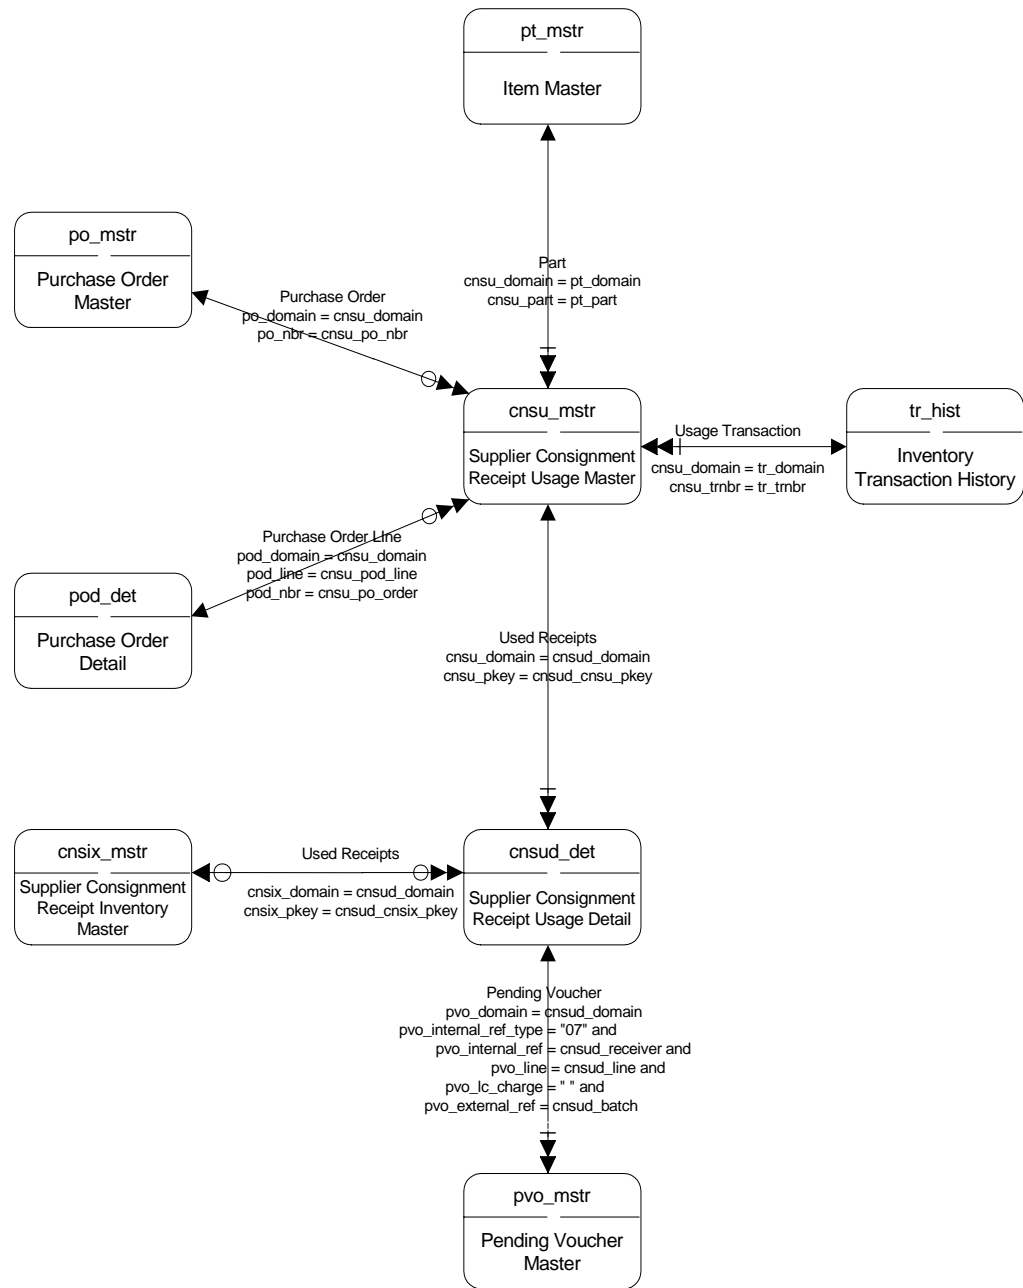 pt_mstr
Item Master
Part
cnsu_domain = pt_domain
cnsu_part = pt_part
po_mstr
Purchase Order
Master
Purchase Order
po_domain = cnsu_domain
po_nbr = cnsu_po_nbr
cnsu_mstr
Supplier Consignment
Receipt Usage Master
Usage Transaction
cnsu_domain = tr_domain
cnsu_trnbr = tr_trnbr
tr_hist
Inventory
Transaction History
Purchase Order LIne
pod_domain = cnsu_domain
pod_line = cnsu_pod_line
pod_nbr = cnsu_po_order
pod_det
Purchase Order
Detail
Used Receipts
cnsu_domain = cnsud_domain
cnsu_pkey = cnsud_cnsu_pkey
cnsix_mstr
Supplier Consignment
Receipt Inventory
Master
Used Receipts
cnsix_domain = cnsud_domain
cnsix_pkey = cnsud_cnsix_pkey
cnsud_det
Supplier Consignment
Receipt Usage Detail
Pending Voucher
pvo_domain = cnsud_domain
pvo_internal_ref_type = "07" and
pvo_internal_ref = cnsud_receiver and
pvo_line = cnsud_line and
pvo_lc_charge = " " and
pvo_external_ref = cnsud_batch
pvo_mstr
Pending Voucher
Master